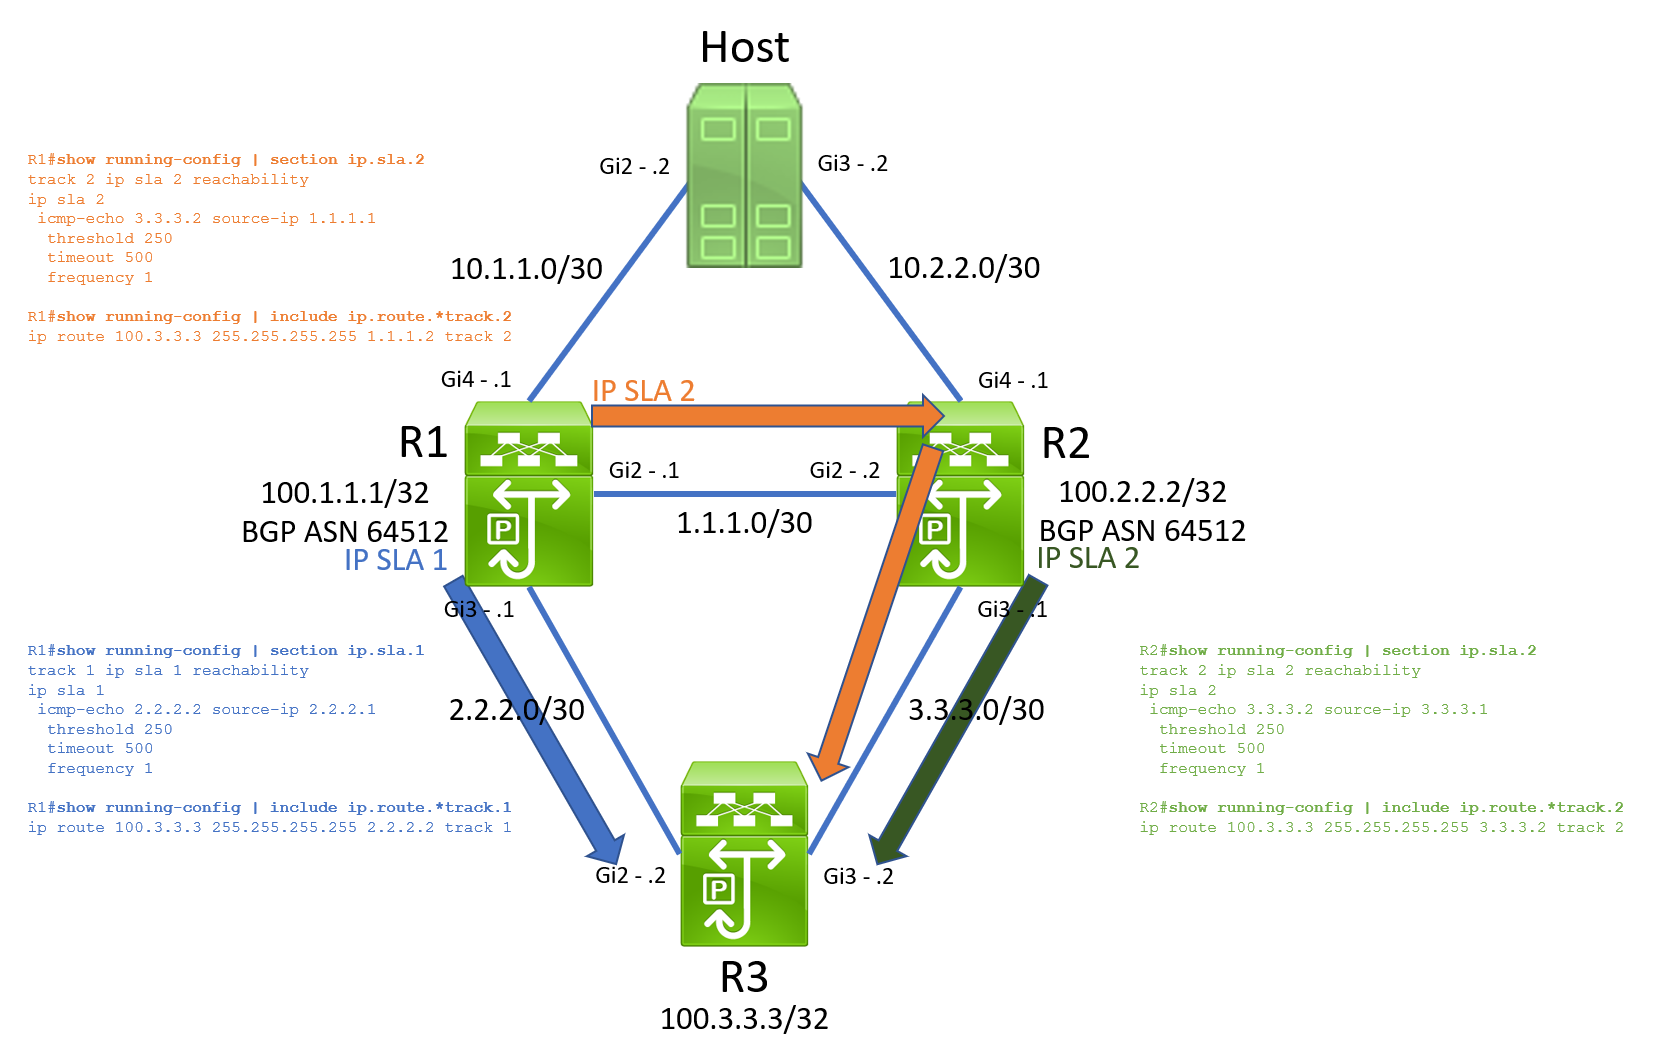 Host
Gi2 - .2
Gi3 - .2
R1#show running-config | section ip.sla.2
track 2 ip sla 2 reachability
ip sla 2
 icmp-echo 3.3.3.2 source-ip 1.1.1.1
  threshold 250
  timeout 500
  frequency 1
R1#show running-config | include ip.route.*track.2
ip route 100.3.3.3 255.255.255.255 1.1.1.2 track 2
10.1.1.0/30
10.2.2.0/30
Gi4 - .1
Gi4 - .1
IP SLA 2
R1
R2
Gi2 - .1
Gi2 - .2
100.1.1.1/32
BGP ASN 64512
IP SLA 1
1.1.1.0/30
100.2.2.2/32
BGP ASN 64512
IP SLA 2
P
P
Gi3 - .1
Gi3 - .1
R1#show running-config | section ip.sla.1
track 1 ip sla 1 reachability
ip sla 1
 icmp-echo 2.2.2.2 source-ip 2.2.2.1
  threshold 250
  timeout 500
  frequency 1
R1#show running-config | include ip.route.*track.1
ip route 100.3.3.3 255.255.255.255 2.2.2.2 track 1
2.2.2.0/30
3.3.3.0/30
R2#show running-config | section ip.sla.2
track 2 ip sla 2 reachability
ip sla 2
 icmp-echo 3.3.3.2 source-ip 3.3.3.1
  threshold 250
  timeout 500
  frequency 1
R2#show running-config | include ip.route.*track.2
ip route 100.3.3.3 255.255.255.255 3.3.3.2 track 2
Gi2 - .2
Gi3 - .2
P
R3
100.3.3.3/32